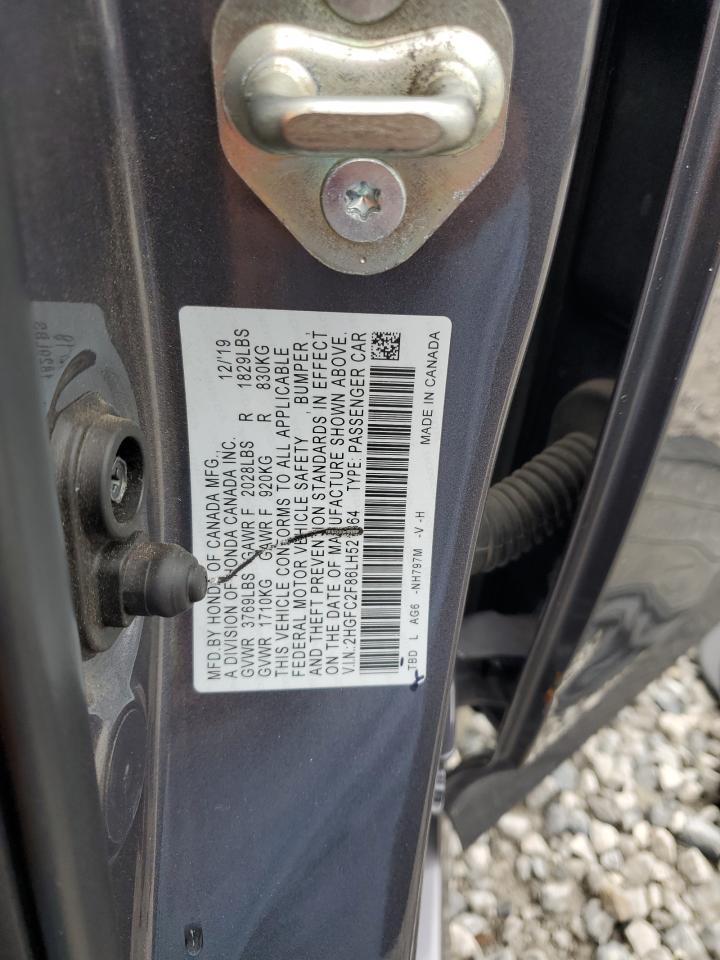 MFD. BY HONDA OF CANADA MFG., 12/'19
A DIVISION OF HONDA CANADA INC.
GVWR 3769LBS GAWR F 2028LBS R 1829LBS
GVWR 1710KG GAWR F 920KG R 830KG
THIS VEHICLE CONFORMS TO ALL APPLICABLE
FEDERAL MOTOR VEHICLE SAFETY , BUMPER ,
AND THEFT PREVENTION STANDARDS IN EFFECT
ON THE DATE OF MANUFACTURE SHOWN ABOVE.
V.I.N.: TYPE: PASSENGER CAR
TBD L AG6 -NH797M -V -H MADE IN CANADA